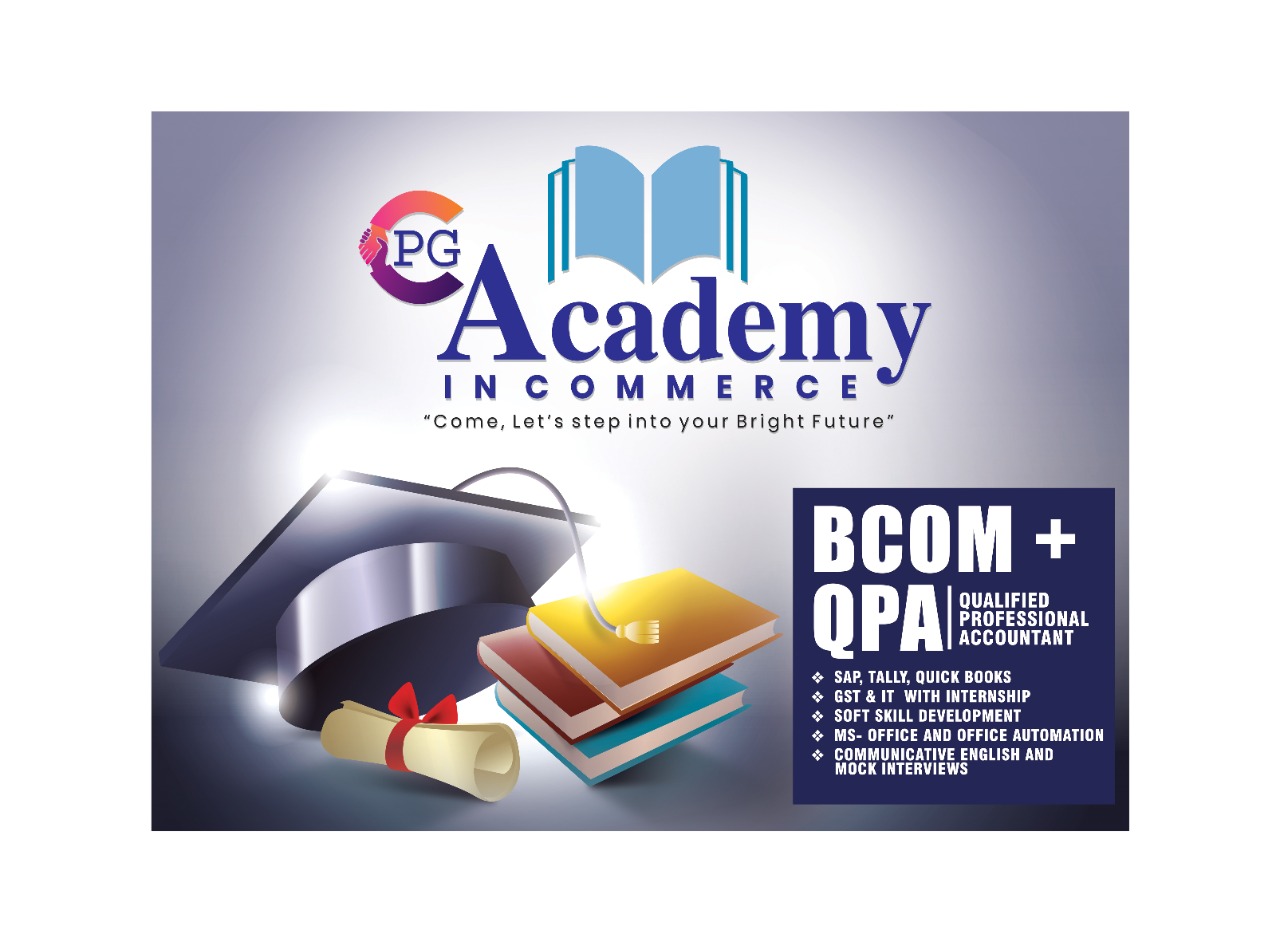 PG
Academy
IN COMMERCE
“Come, Let’s step into your Bright Future”
BCOM +
QPA
QUALIFIED
PROFESSIONAL
ACCOUNTANT
❖ SAP, TALLY, QUICK BOOKS
❖ GST & IT WITH INTERNSHIP
❖ SOFT SKILL DEVELOPMENT
❖ MS- OFFICE AND OFFICE AUTOMATION
❖ COMMUNICATIVE ENGLISH AND
MOCK INTERVIEWS